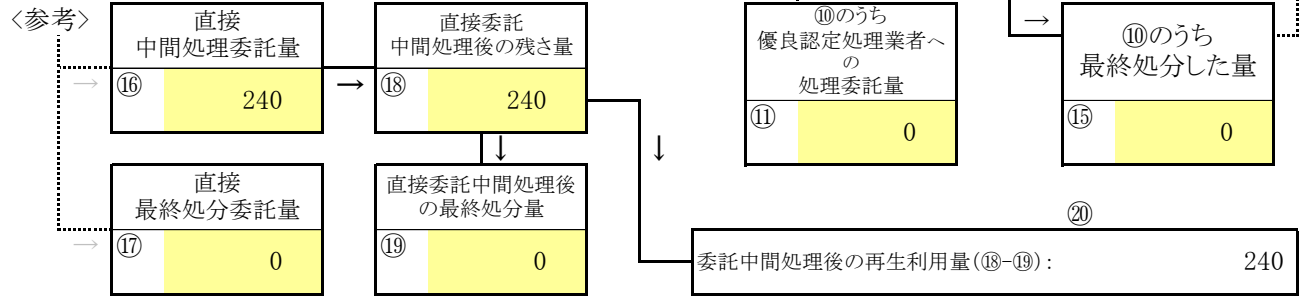 〈参考〉
直接
中間処理委託量
⑯
240
→
→
直接委託
中間処理後の残さ量
⑱
240
↓
↓
⑩のうち
優良認定処理業者へ
の
処理委託量
⑪
0
→
⑩のうち
最終処分した量
⑮
0
直接
最終処分委託量
→
⑰
0
直接委託中間処理後
の最終処分量
⑲
0
⑳
委託中間処理後の再生利用量(⑱-⑲)： 240